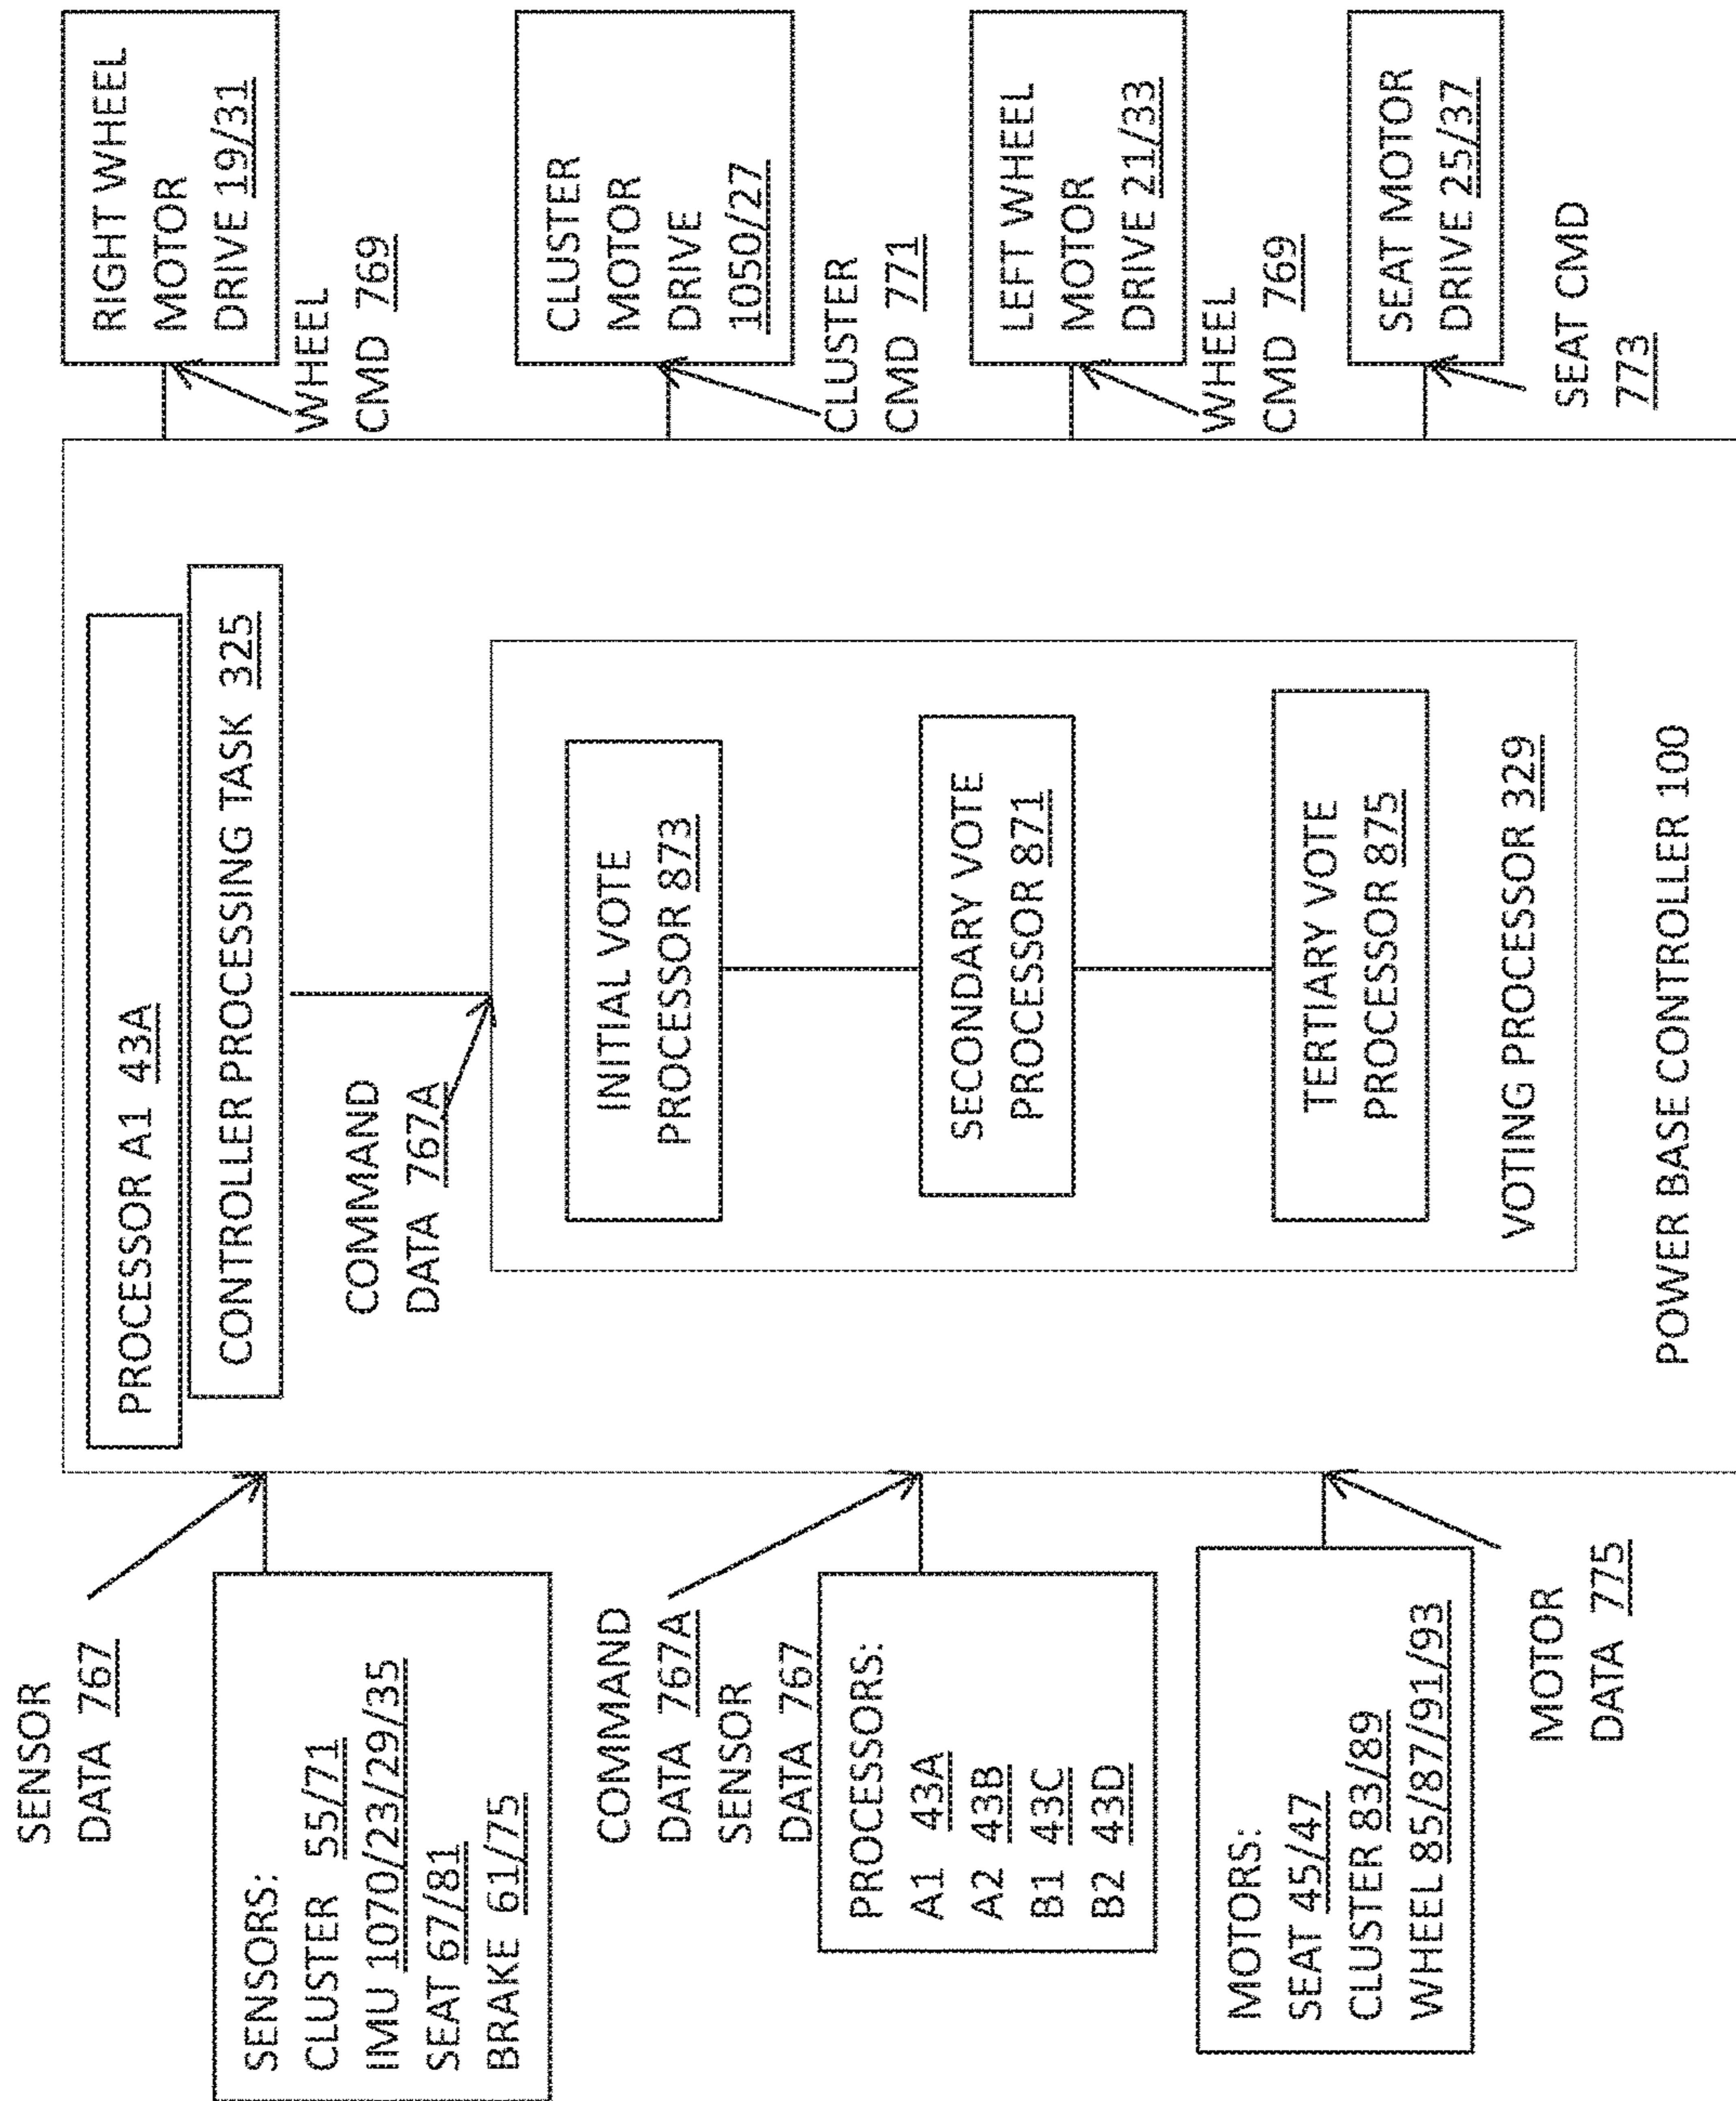 SENSOR
DATA 767
SENSORS:
CLUSTER 55/71
IMU 1070/23/29/35
SEAT 67/81
BRAKE 61/75
COMMAND
DATA 767A
SENSOR
DATA 767
PROCESSORS:
A1 43A
A2 43B
B1 43C
B2 43D
MOTORS:
SEAT 45/47
CLUSTER 83/89
WHEEL 85/87/91/93
MOTOR
DATA 775
PROCESSOR A1 43A
CONTROLLER PROCESSING TASK 325
COMMAND
DATA 767A
INITIAL VOTE
PROCESSOR 873
SECONDARY VOTE
PROCESSOR 871
TERTIARY VOTE
PROCESSOR 875
VOTING PROCESSOR 329
POWER BASE CONTROLLER 100
RIGHT WHEEL
MOTOR
DRIVE 19/31
WHEEL
CMD 769
CLUSTER
MOTOR
DRIVE
1050/27
CLUSTER
CMD 771
LEFT WHEEL
MOTOR
DRIVE 21/33
WHEEL
CMD 769
SEAT MOTOR
DRIVE 25/37
SEAT CMD
773